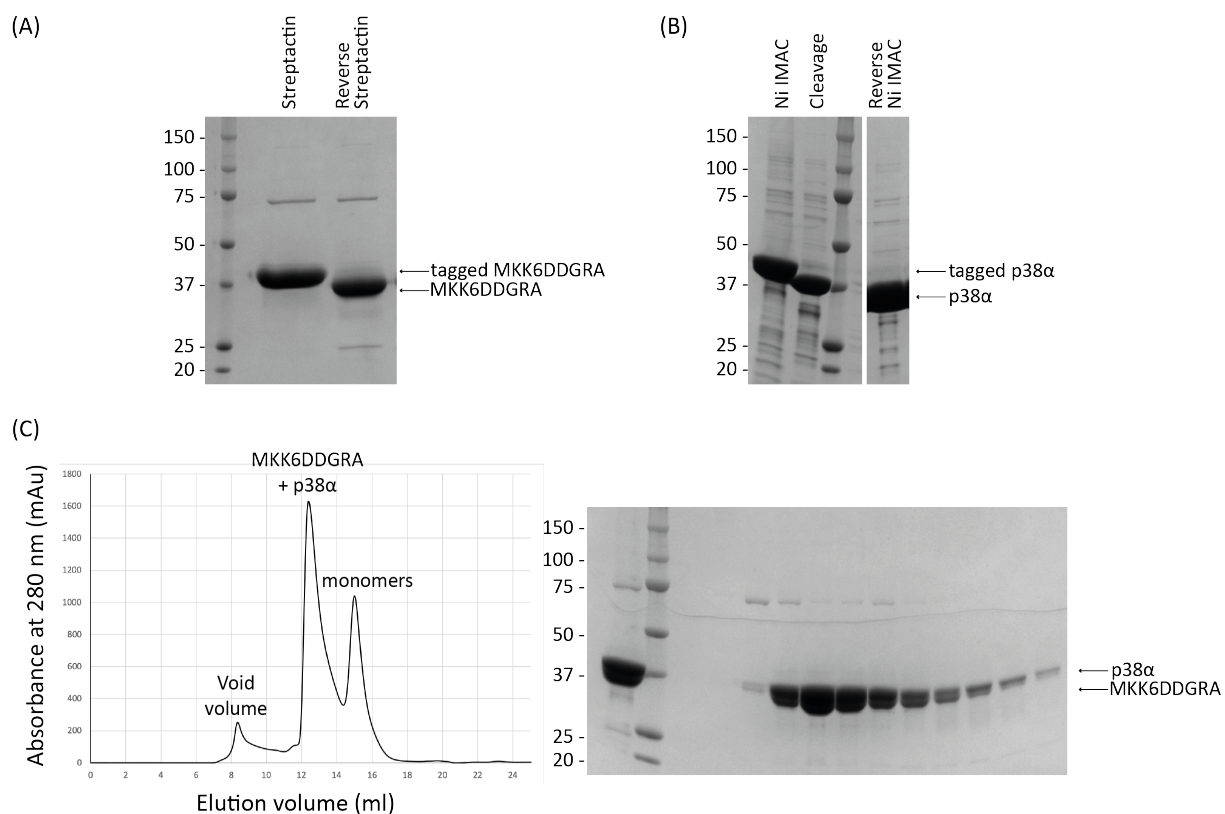 (A)
Streptactin
Reverse
Streptactin
150 -
100 -
75 -
50 -
37 -
25 -
20 -
tagged MKK6DDGRA
MKK6DDGRA
(B)
Ni IMAC
Cleavage
Reverse
Ni IMAC
150 -
100 -
75 -
50 -
37 -
25 -
20 -
tagged p38α
p38α
(C)
MKK6DDGRA
+ p38α
monomers
Void
volume
Absorbance at 280 nm (mAu)
1800
1600
1400
1200
1000
800
600
400
200
0
0 2 4 6 8 10 12 14 16 18 20 22 24
Elution volume (ml)
150 -
100 -
75 -
50 -
37 -
25 -
20 -
p38α
MKK6DDGRA